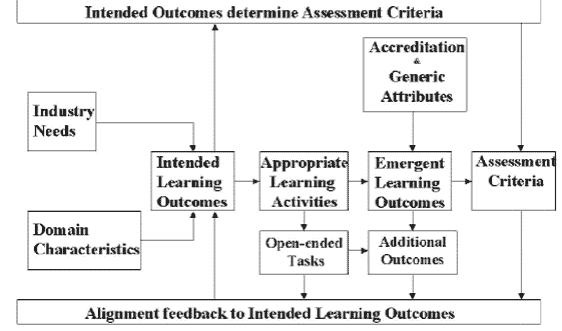 Intended Outcomes determine Assessment Criteria
Accreditation
&
Generic
Attributes
Industry
Needs
Intended
Learning
Outcomes
Appropriate
Learning
Activities
Emergent
Learning
Outcomes
Assessment
Criteria
Domain
Characteristics
Open-ended
Tasks
Additional
Outcomes
Alignment feedback to Intended Learning Outcomes